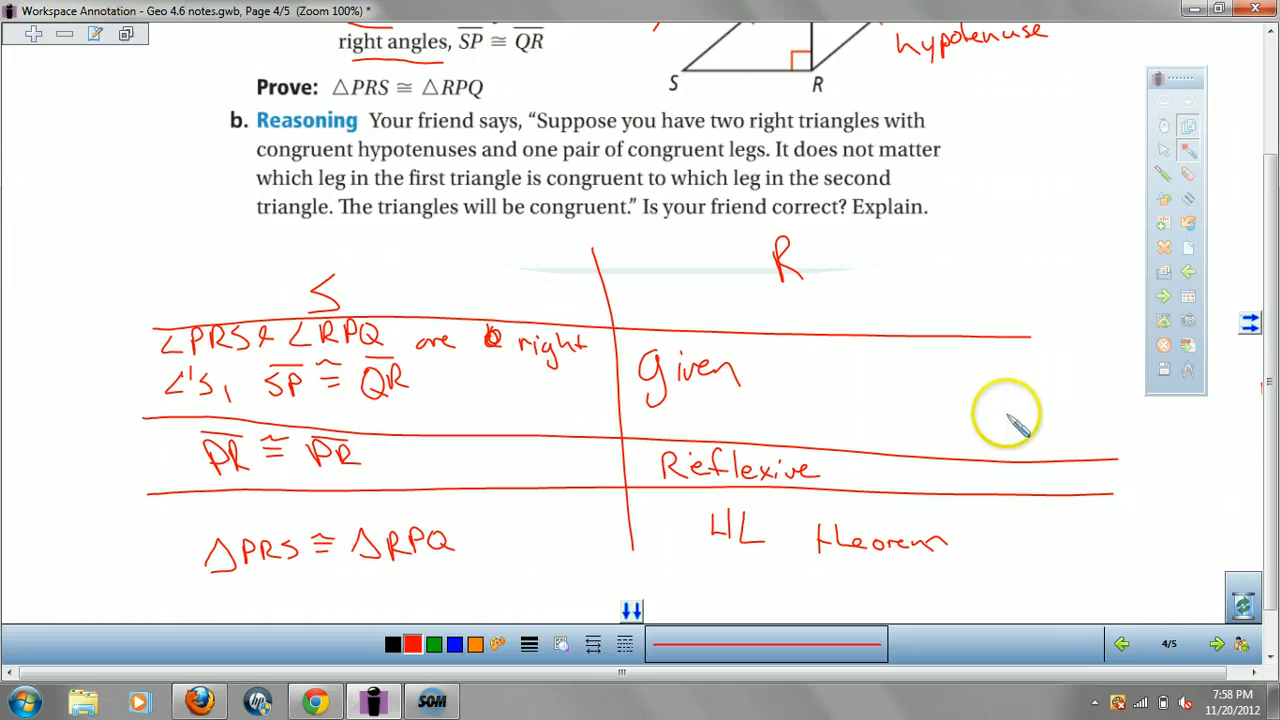 Workspace Annotation - Geo 4.6 notes.gwb, Page 4/5 (Zoom 100%) *
right angles, SP ≅ QR
hypotenuse
S R
Prove: △PRS ≅ △RPQ
b. Reasoning Your friend says, “Suppose you have two right triangles with
congruent hypotenuses and one pair of congruent legs. It does not matter
which leg in the first triangle is congruent to which leg in the second
triangle. The triangles will be congruent.” Is your friend correct? Explain.
S R
∠PRS & ∠RPQ are right
∠'s, SP ≅ QR Given
PR ≅ PR Reflexive
△PRS ≅ △RPQ HL theorem
4/5
SOM
7:58 PM
11/20/2012